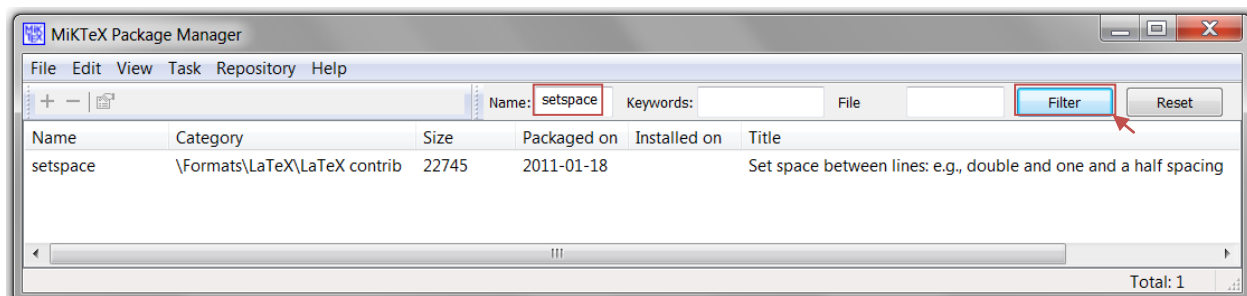 MiKTeX Package Manager
File Edit View Task Repository Help
Name: setspace Keywords: File Filter Reset
Name Category Size Packaged on Installed on Title
setspace \Formats\LaTeX\LaTeX contrib 22745 2011-01-18 Set space between lines: e.g., double and one and a half spacing
Total: 1